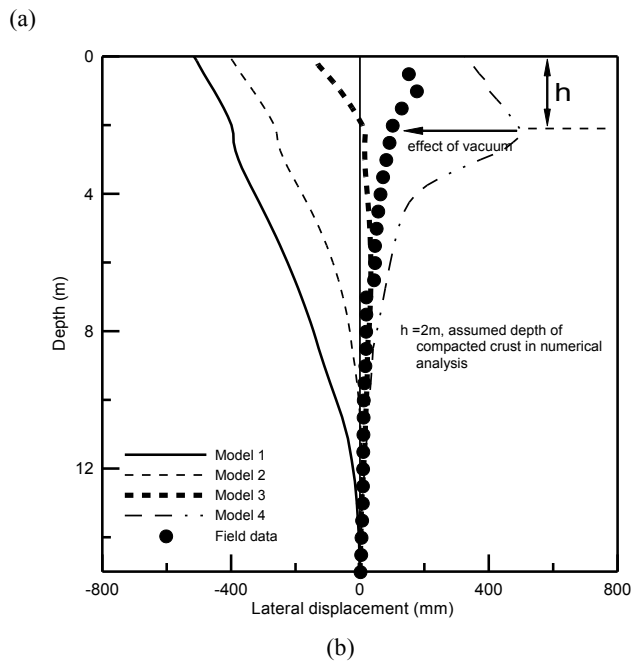 (a)
0
h
effect of vacuum
4
Depth (m)
8
h =2m, assumed depth of
compacted crust in numerical
analysis
12
Model 1
Model 2
Model 3
Model 4
Field data
-800 -400 0 400 800
Lateral displacement (mm)
(b)